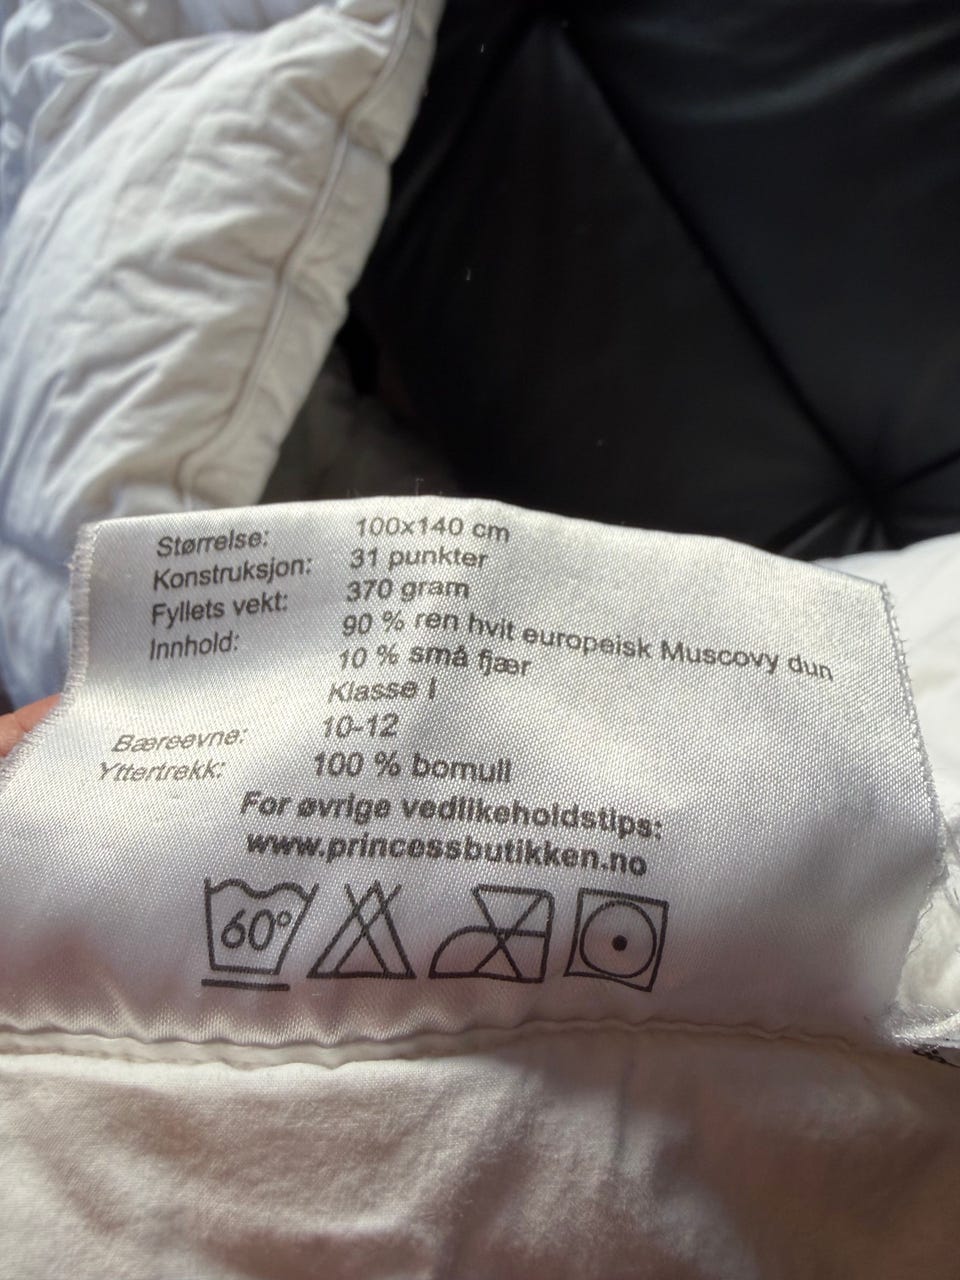 Størrelse: 100x140 cm
Konstruksjon: 31 punkter
Fyllets vekt: 370 gram
Innhold: 90 % ren hvit europeisk Muscovy dun
10 % små fjær
Klasse I
Bæreevne: 10-12
Yttertrekk: 100 % bomull
For øvrige vedlikeholdstips:
www.princessbutikken.no
60°